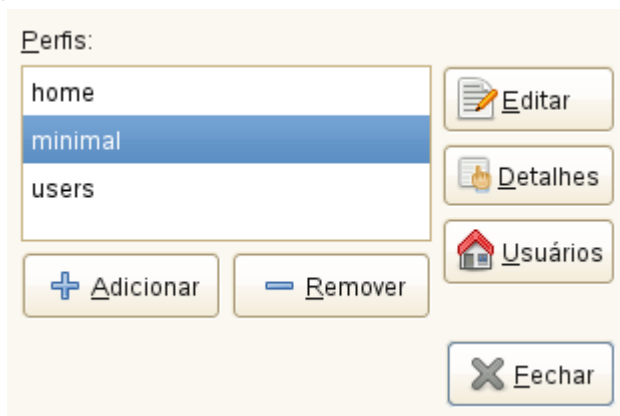 Perfis:
home
minimal
users
Editar
Detalhes
Usuários
Adicionar
Remover
Fechar